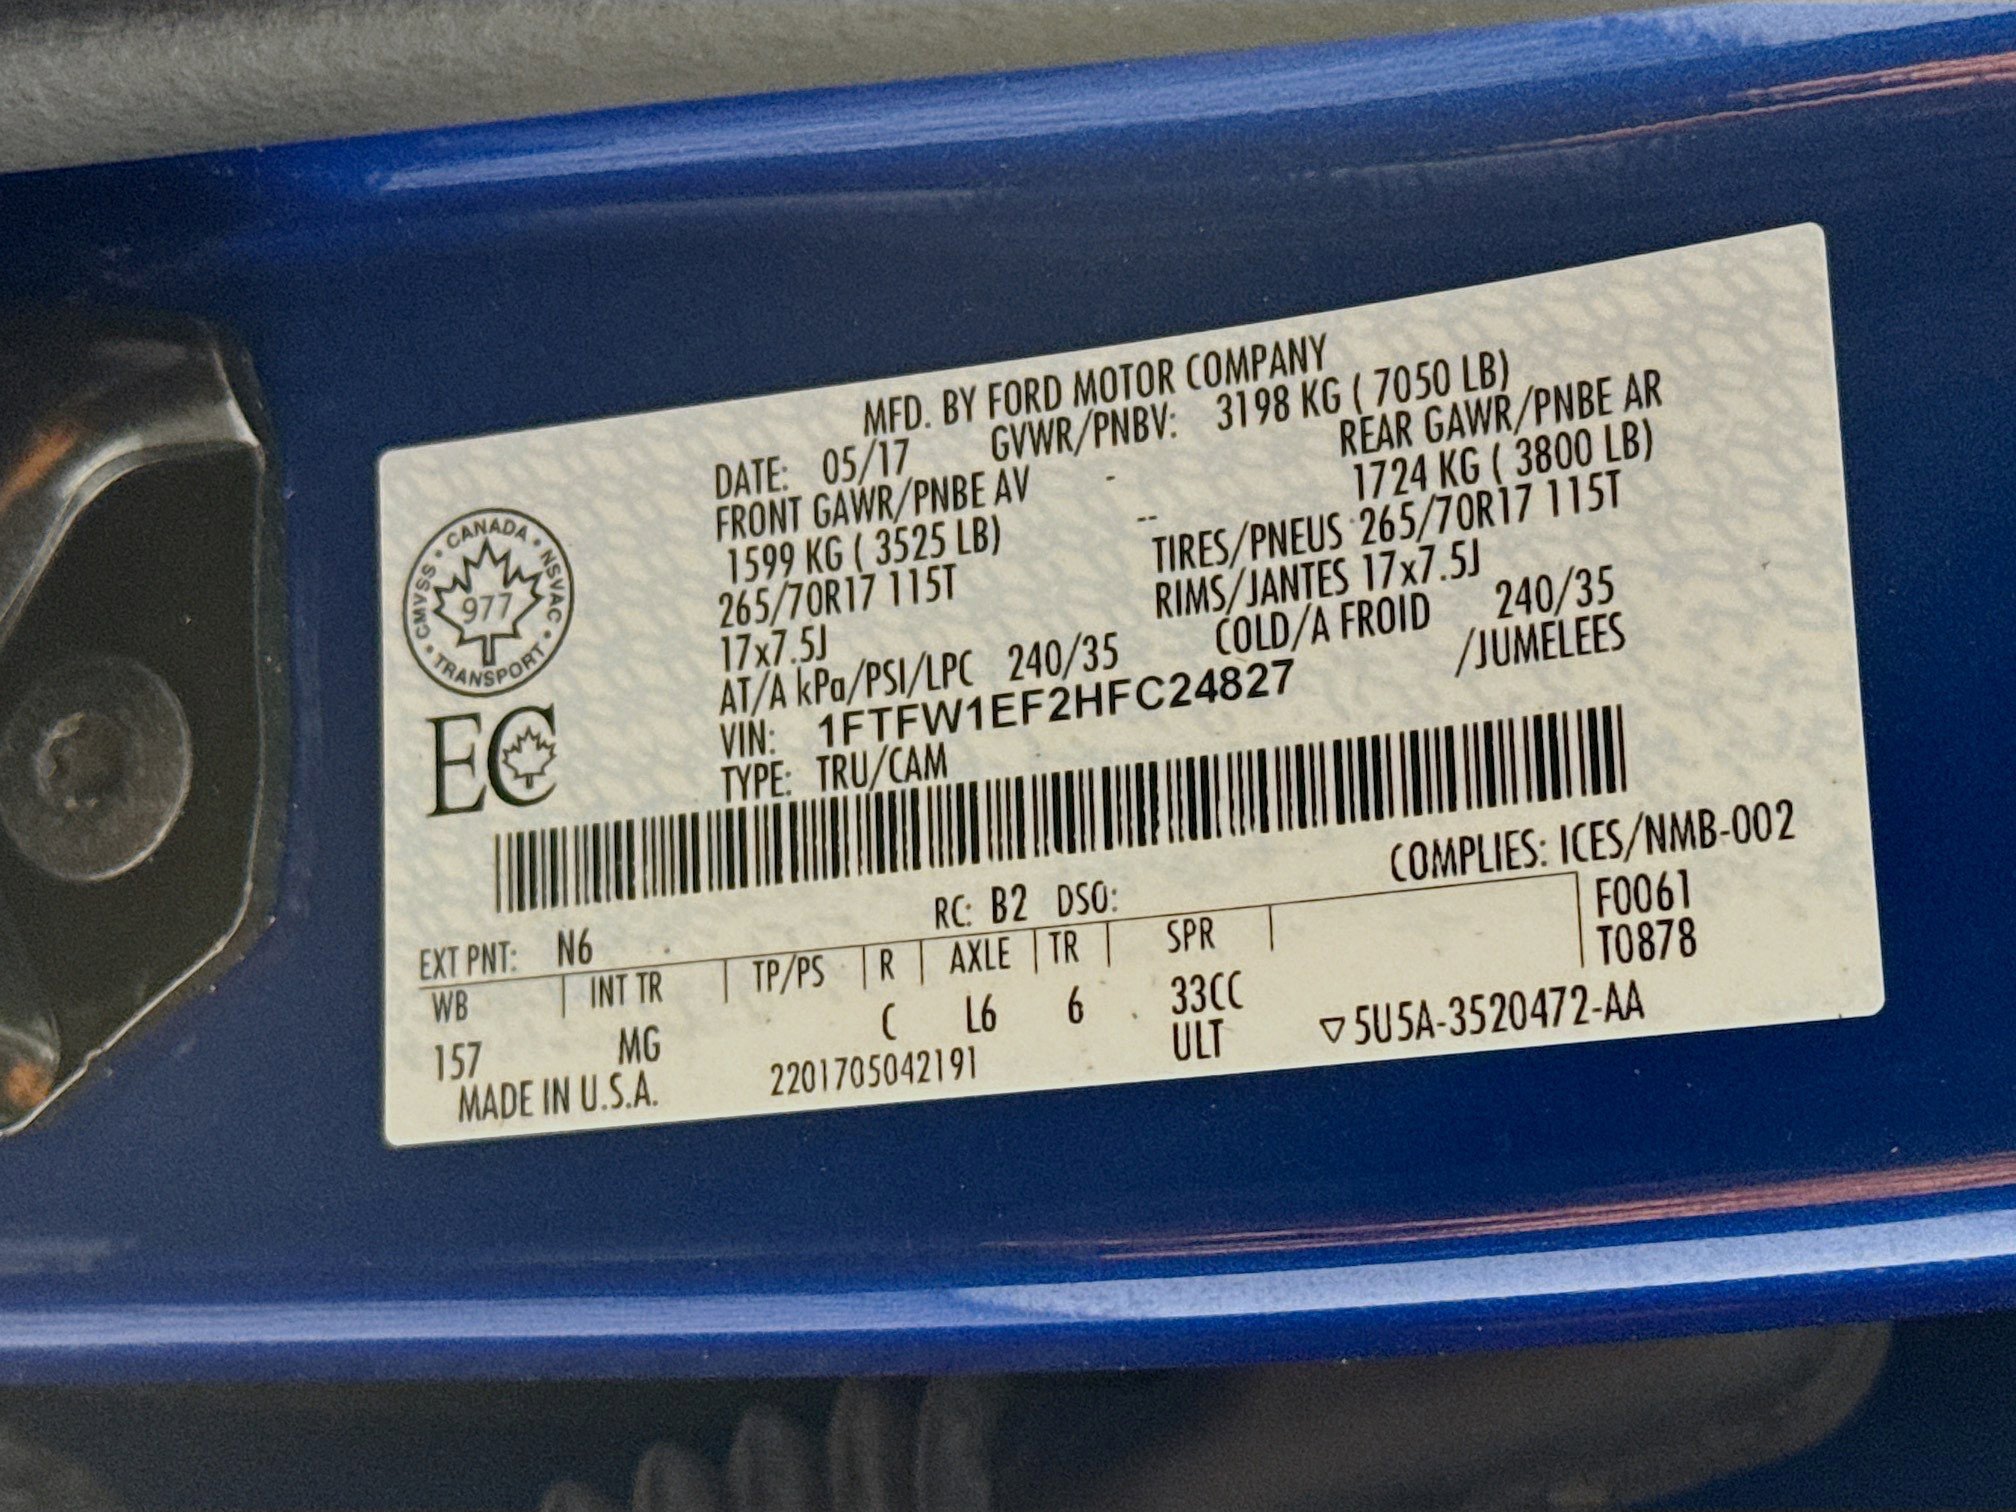 MFD. BY FORD MOTOR COMPANY
DATE: 05/17 GVWR/PNBV: 3198 KG ( 7050 LB)
FRONT GAWR/PNBE AV - REAR GAWR/PNBE AR
1599 KG ( 3525 LB) -- 1724 KG ( 3800 LB)
265/70R17 115T TIRES/PNEUS 265/70R17 115T
17x7.5J RIMS/JANTES 17x7.5J
AT/A kPa/PSI/LPC 240/35 COLD/A FROID 240/35
VIN: 1FTFW1EF2HFC24827 /JUMELEES
TYPE: TRU/CAM
CANADA • NSVAC • TRANSPORT • CMVSS •
977
EC
COMPLIES: ICES/NMB-002
EXT PNT: N6 RC: B2 DSO: F0061
WB INT TR TP/PS R AXLE TR SPR T0878
157 MG C L6 6 33CC
ULT
MADE IN U.S.A. 2201705042191 ▽5U5A-3520472-AA